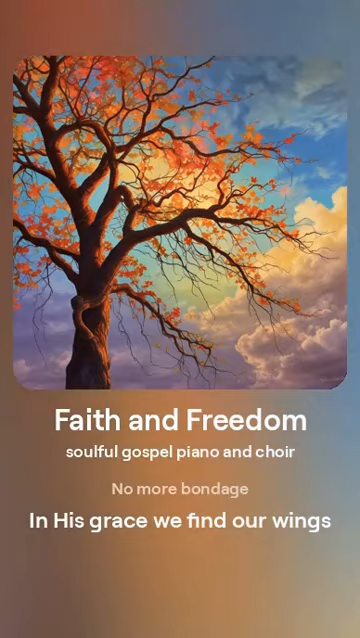 Faith and Freedom
soulful gospel piano and choir
No more bondage
In His grace we find our wings